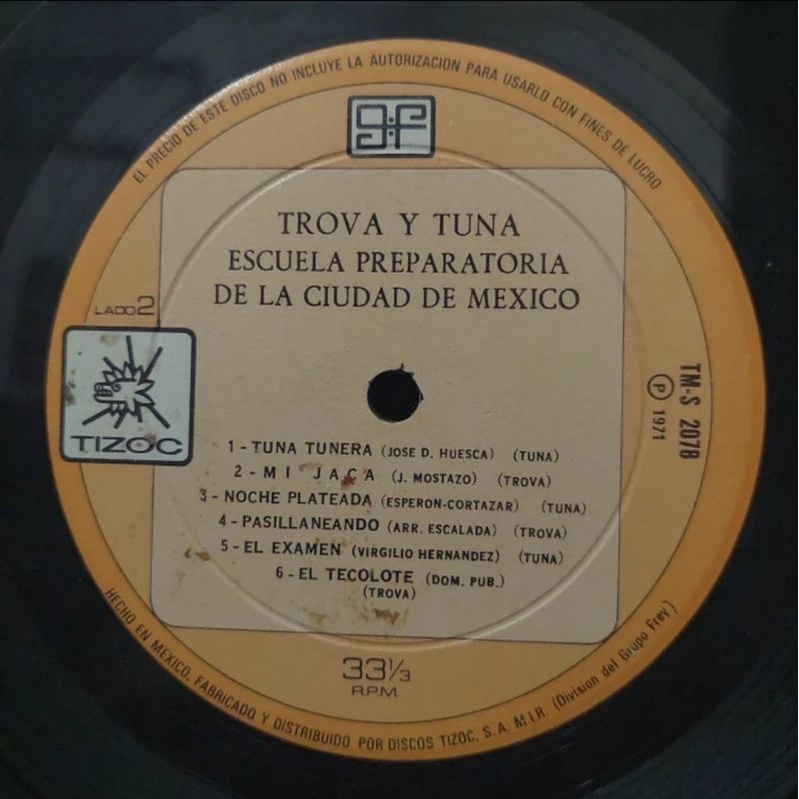 EL PRECIO DE ESTE DISCO NO INCLUYE LA AUTORIZACION PARA USARLO CON FINES DE LUCRO
g:f
TROVA Y TUNA
ESCUELA PREPARATORIA
DE LA CIUDAD DE MEXICO
LADO 2
TIZOC
TM-S 2078
Ⓟ 1971
1 - TUNA TUNERA (JOSE D. HUESCA) (TUNA)
2 - MI JACA (J. MOSTAZO) (TROVA)
3 - NOCHE PLATEADA (ESPERON-CORTAZAR) (TUNA)
4 - PASILLANEANDO (ARR. ESCALADA) (TROVA)
5 - EL EXAMEN (VIRGILIO HERNANDEZ) (TUNA)
6 - EL TECOLOTE (DOM. PUB.)
(TROVA)
33⅓
R.P.M.
HECHO EN MEXICO, FABRICADO Y DISTRIBUIDO POR DISCOS TIZOC, S.A. M.I.R. (Division del Grupo Frey)